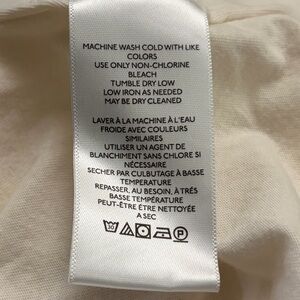 MACHINE WASH COLD WITH LIKE
COLORS
USE ONLY NON-CHLORINE
BLEACH
TUMBLE DRY LOW
LOW IRON AS NEEDED
MAY BE DRY CLEANED
LAVER À LA MACHINE À L'EAU
FROIDE AVEC COULEURS
SIMILAIRES
UTILISER UN AGENT DE
BLANCHIMENT SANS CHLORE SI
NÉCESSAIRE
SECHER PAR CULBUTAGE À BASSE
TEMPÉRATURE
REPASSER, AU BESOIN, À TRÈS
BASSE TEMPÉRATURE
PEUT-ÊTRE ÊTRE NETTOYÉE
A SEC
P